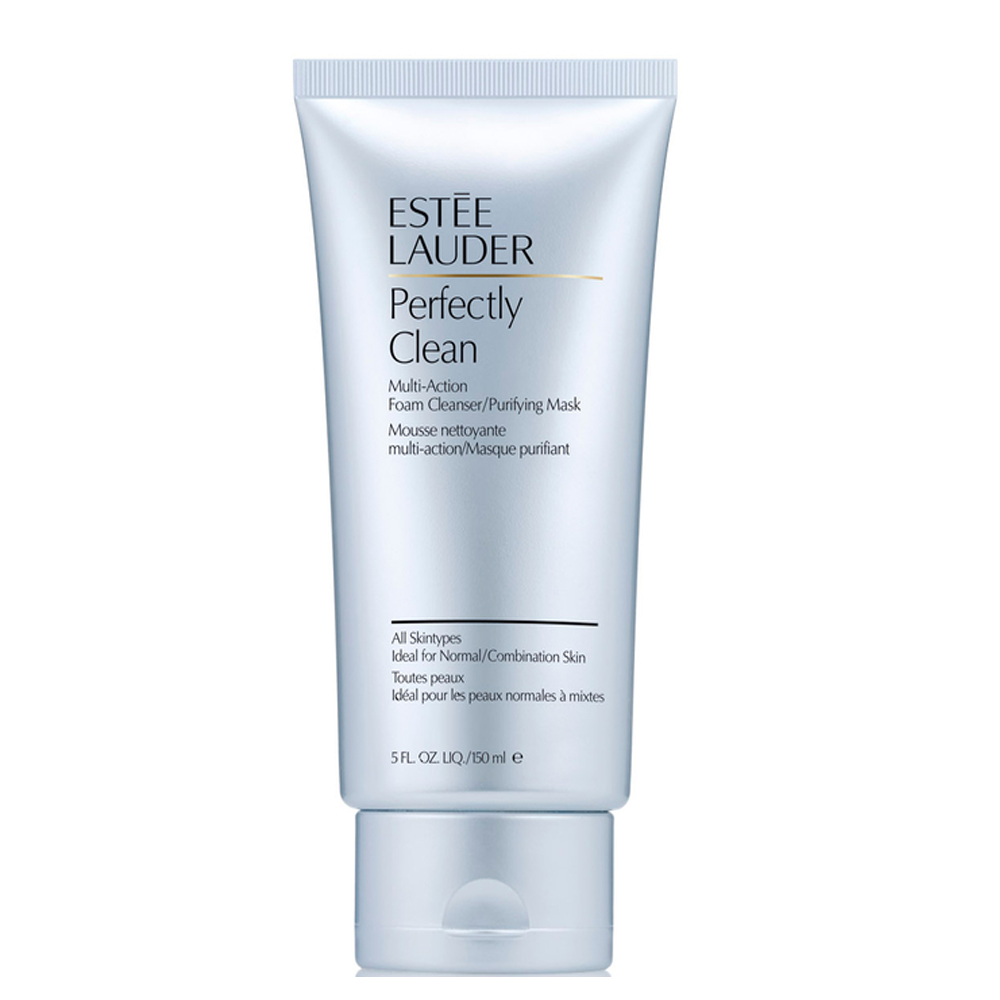 ESTĒE
LAUDER
Perfectly
Clean
Multi-Action
Foam Cleanser/Purifying Mask
Mousse nettoyante
multi-action/Masque purifiant
All Skintypes
Ideal for Normal/Combination Skin
Toutes peaux
Idéal pour les peaux normales à mixtes
5 FL. OZ. LIQ./150 ml ℮